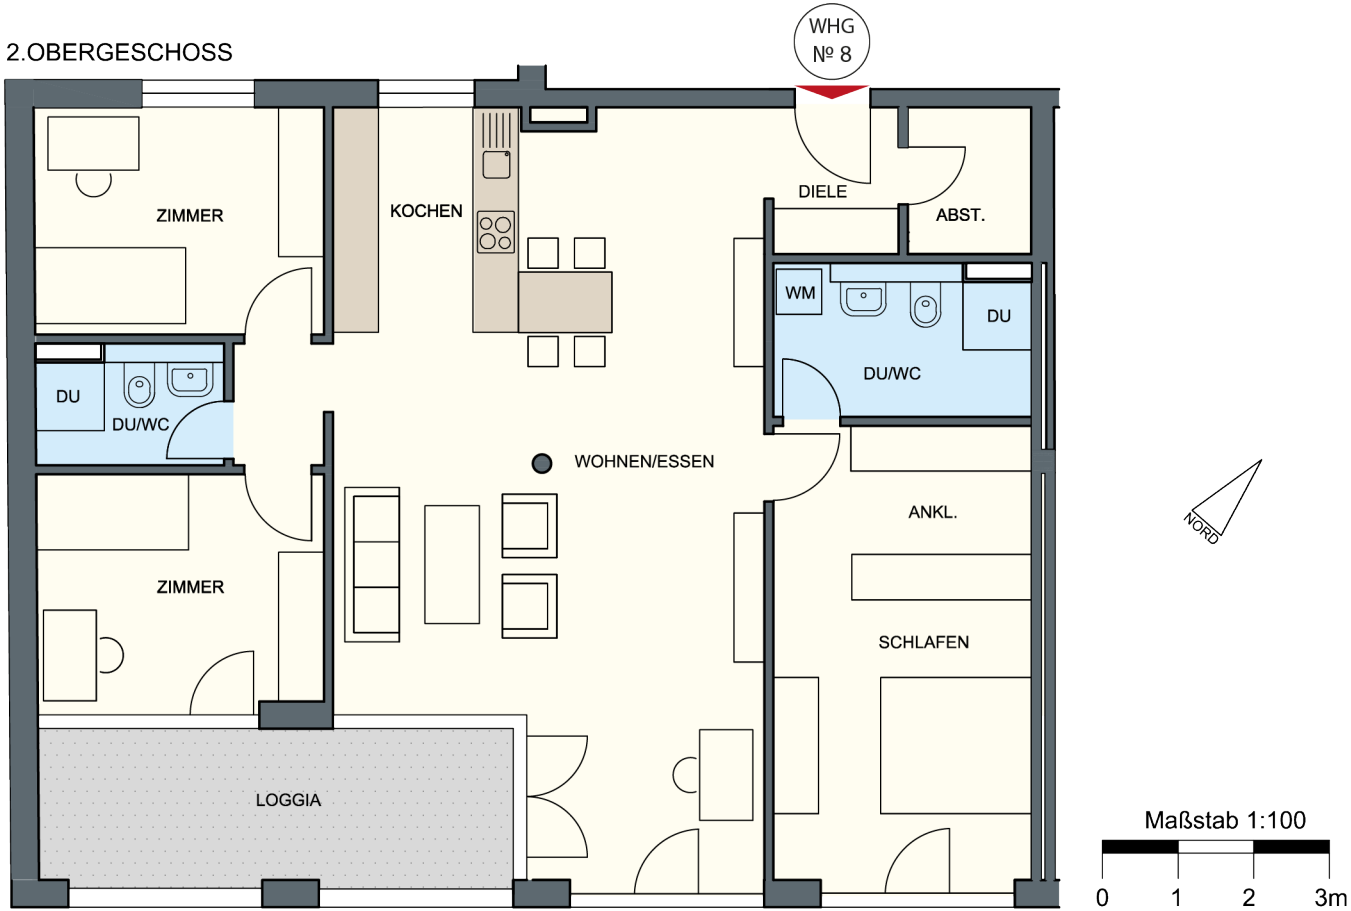 WHG
№ 8
2.OBERGESCHOSS
DIELE
KOCHEN
ZIMMER
ABST.
WM
DU
DU/WC
DU
DU/WC
WOHNEN/ESSEN
ANKL.
NORD
ZIMMER
SCHLAFEN
LOGGIA
Maßstab 1:100
0 1 2 3m